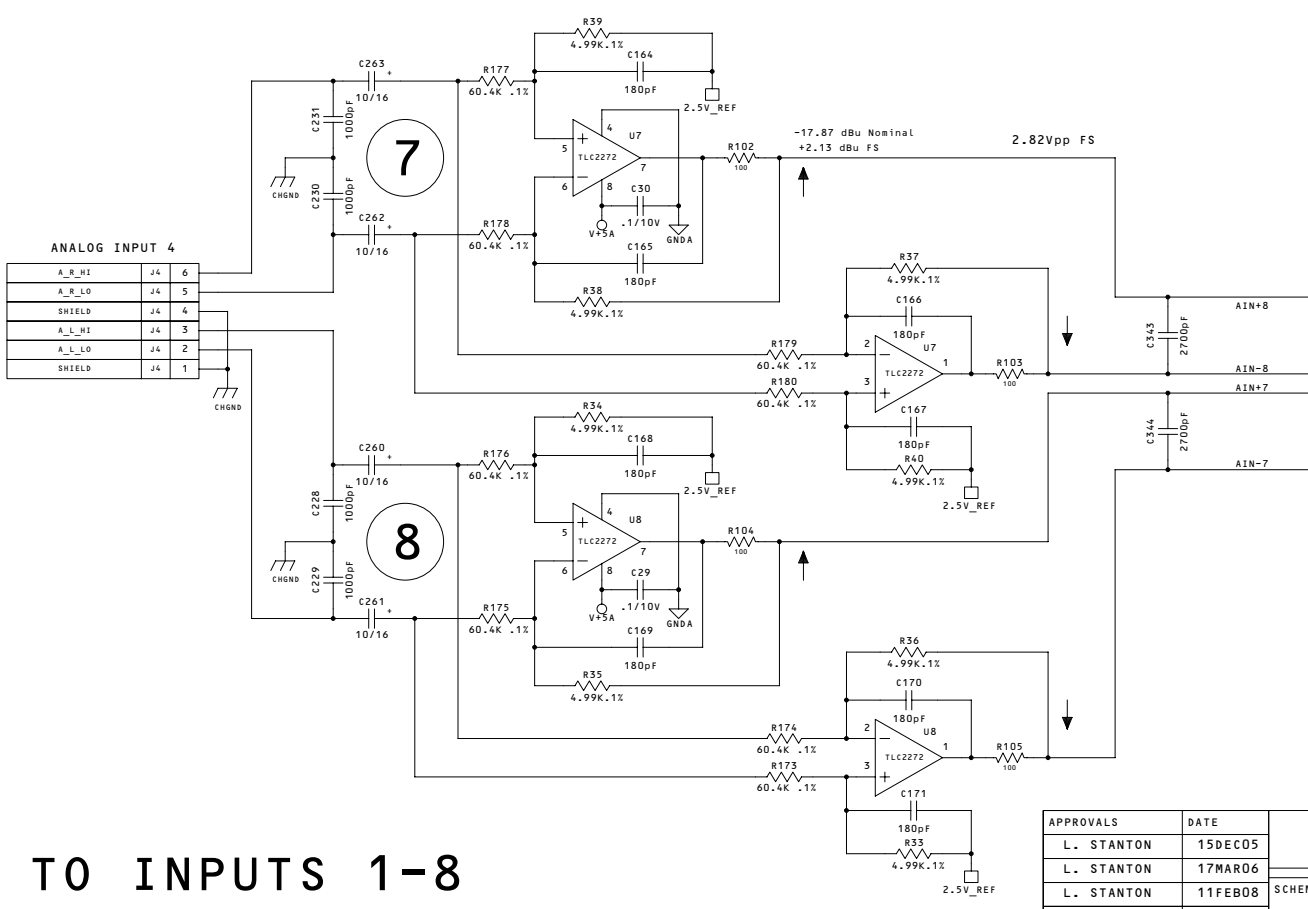 R39
4.99K.1%
C164
180pF
2.5V_REF
C263
+
10/16
R177
60.4K .1%
C231
1000pF
7
CHGND
C230
1000pF
C262
+
10/16
R178
60.4K .1%
4
U7
5
TLC2272
7
6
8
C30
.1/10V
V+5A
GNDA
C165
180pF
R38
4.99K.1%
R102
100
-17.87 dBu Nominal
+2.13 dBu FS
2.82Vpp FS
ANALOG INPUT 4
A_R_HI J4 6
A_R_LO J4 5
SHIELD J4 4
A_L_HI J4 3
A_L_LO J4 2
SHIELD J4 1
CHGND
R37
4.99K.1%
C166
180pF
R179
60.4K .1%
R180
60.4K .1%
2
U7
TLC2272
1
3
R103
100
C167
180pF
R40
4.99K.1%
2.5V_REF
AIN+8
C343
2700pF
AIN-8
AIN+7
C344
2700pF
AIN-7
R34
4.99K.1%
C168
180pF
2.5V_REF
C260
+
10/16
R176
60.4K .1%
C228
1000pF
8
CHGND
C229
1000pF
C261
+
10/16
R175
60.4K .1%
4
U8
5
TLC2272
7
6
8
C29
.1/10V
V+5A
GNDA
C169
180pF
R35
4.99K.1%
R104
100
R36
4.99K.1%
C170
180pF
R174
60.4K .1%
R173
60.4K .1%
2
U8
TLC2272
1
3
R105
100
C171
180pF
R33
4.99K.1%
2.5V_REF
TO INPUTS 1-8
APPROVALS DATE
L. STANTON 15DEC05
L. STANTON 17MAR06
L. STANTON 11FEB08